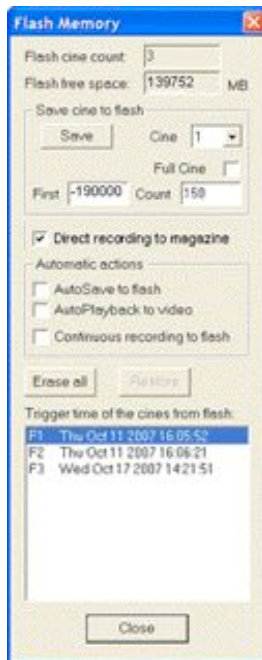 Flash Memory
Flash cine count: 3
Flash free space: 139752 MB
Save cine to flash
Save Cine 1
Full Cine
First -190000 Count 150
Direct recording to magazine
Automatic actions
AutoSave to flash
AutoPlayback to video
Continuous recording to flash
Erase all Restore
Trigger time of the cines from flash:
F1 Thu Oct 11 2007 16:05:52
F2 Thu Oct 11 2007 16:06:21
F3 Wed Oct 17 2007 14:21:51
Close